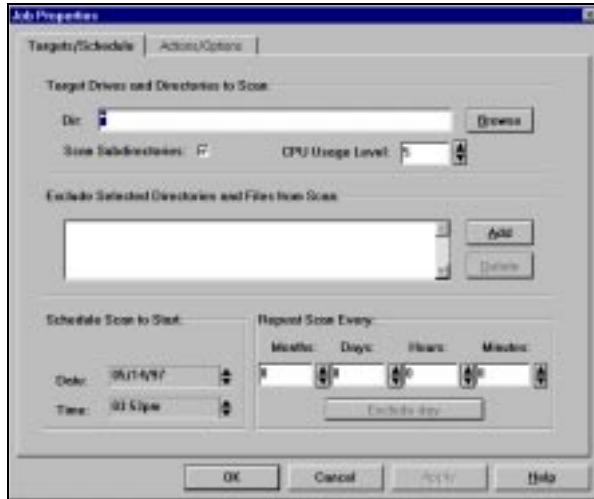 Job Properties
Targets/Schedule Actions/Options
Target Drives and Directories to Scan
Dir: * Browse
Scan Subdirectories: CPU Usage Level: 5
Exclude Selected Directories and Files from Scan
Add
Delete
Schedule Scan to Start: Repeat Scan Every:
Months: Days: Hours: Minutes:
Date: 05/14/97 0 0 0 0
Time: 03:53pm
Exclude day
OK Cancel Apply Help